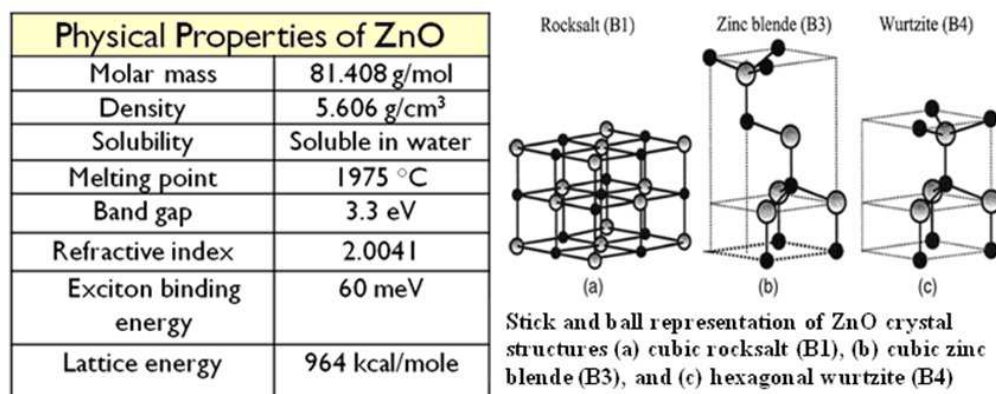 Physical Properties of ZnO
Molar mass 81.408 g/mol
Density 5.606 g/cm³
Solubility Soluble in water
Melting point 1975 °C
Band gap 3.3 eV
Refractive index 2.0041
Exciton binding 60 meV
energy
Lattice energy 964 kcal/mole
Rocksalt (B1) Zinc blende (B3) Wurtzite (B4)
(a) (b) (c)
Stick and ball representation of ZnO crystal
structures (a) cubic rocksalt (B1), (b) cubic zinc
blende (B3), and (c) hexagonal wurtzite (B4)